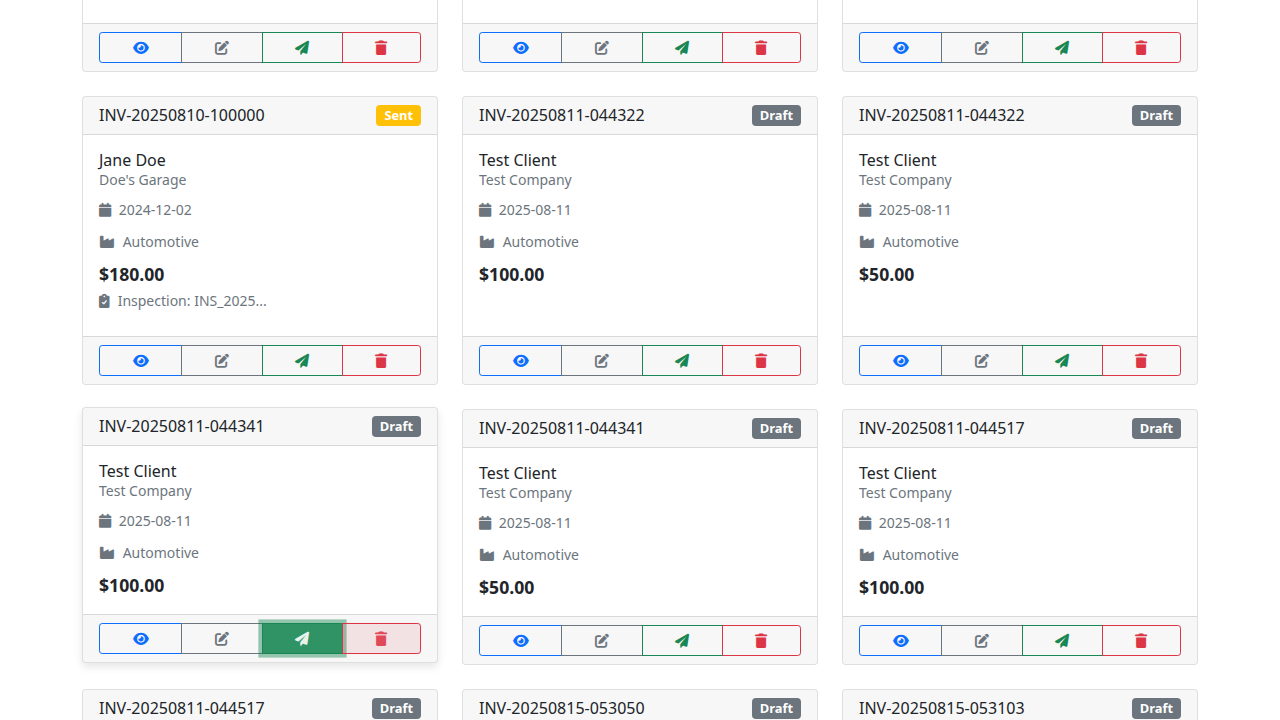 INV-20250810-100000 Sent
Jane Doe
Doe's Garage
2024-12-02
Automotive
$180.00
Inspection: INS_2025...
INV-20250811-044322 Draft
Test Client
Test Company
2025-08-11
Automotive
$100.00
INV-20250811-044322 Draft
Test Client
Test Company
2025-08-11
Automotive
$50.00
INV-20250811-044341 Draft
Test Client
Test Company
2025-08-11
Automotive
$100.00
INV-20250811-044341 Draft
Test Client
Test Company
2025-08-11
Automotive
$50.00
INV-20250811-044517 Draft
Test Client
Test Company
2025-08-11
Automotive
$100.00
INV-20250811-044517 Draft
INV-20250815-053050 Draft
INV-20250815-053103 Draft